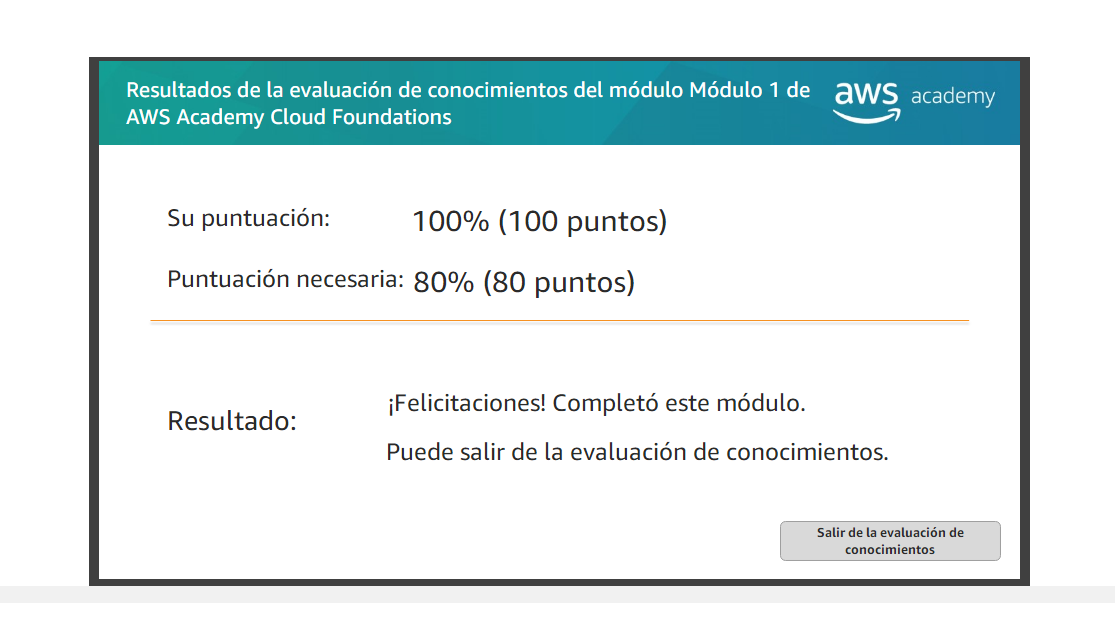 Resultados de la evaluación de conocimientos del módulo Módulo 1 de
AWS Academy Cloud Foundations
aws academy
Su puntuación: 100% (100 puntos)
Puntuación necesaria: 80% (80 puntos)
Resultado:
¡Felicitaciones! Completó este módulo.
Puede salir de la evaluación de conocimientos.
Salir de la evaluación de
conocimientos